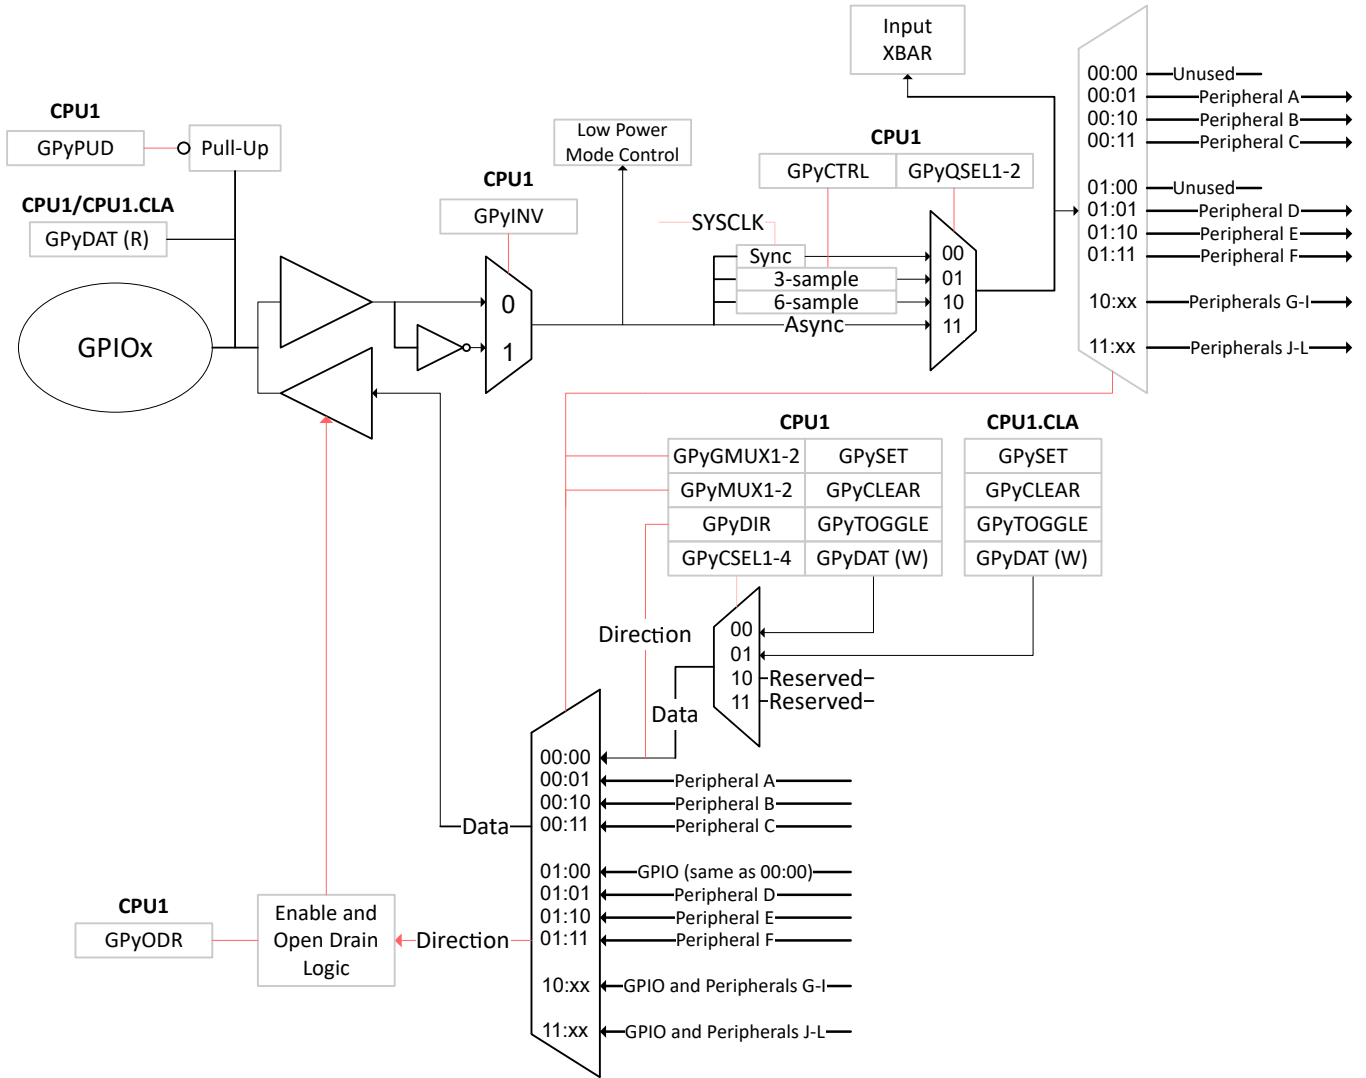 Input
XBAR
00:00
Unused
00:01
Peripheral A
00:10
Peripheral B
00:11
Peripheral C
01:00
Unused
01:01
Peripheral D
01:10
Peripheral E
01:11
Peripheral F
10:xx
Peripherals G-I
11:xx
Peripherals J-L
CPU1
GPyPUD
Pull-Up
CPU1/CPU1.CLA
GPyDAT (R)
GPIOx
CPU1
GPyINV
0
1
Low Power
Mode Control
CPU1
GPyCTRL
GPyQSEL1-2
SYSCLK
Sync
3-sample
6-sample
Async
00
01
10
11
CPU1
GPyGMUX1-2
GPySET
GPyMUX1-2
GPyCLEAR
GPyDIR
GPyTOGGLE
GPyCSEL1-4
GPyDAT (W)
CPU1.CLA
GPySET
GPyCLEAR
GPyTOGGLE
GPyDAT (W)
Direction
Data
00
01
10
Reserved
11
Reserved
00:00
00:01
Peripheral A
00:10
Peripheral B
00:11
Peripheral C
01:00
GPIO (same as 00:00)
01:01
Peripheral D
01:10
Peripheral E
01:11
Peripheral F
10:xx
GPIO and Peripherals G-I
11:xx
GPIO and Peripherals J-L
Data
Direction
CPU1
GPyODR
Enable and
Open Drain
Logic